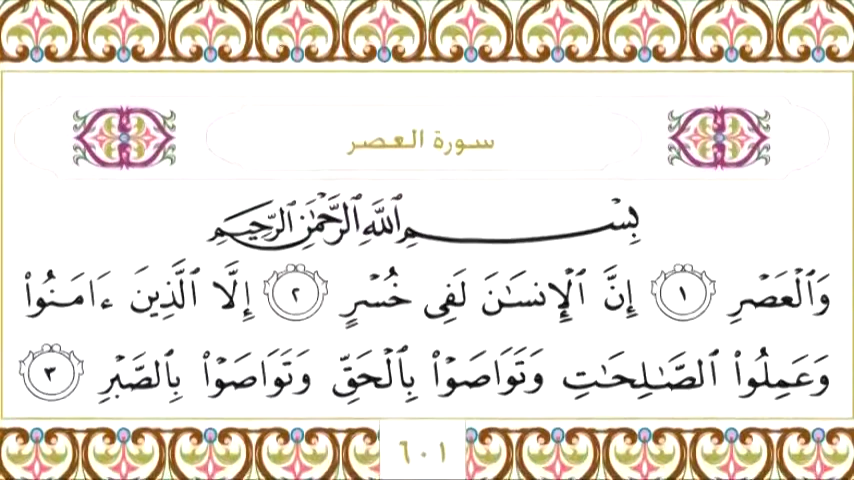 سورة العصر
بِسْمِ ٱللَّهِ ٱلرَّحْمَٰنِ ٱلرَّحِيمِ
وَٱلْعَصْرِ ١ إِنَّ ٱلْإِنسَٰنَ لَفِى خُسْرٍ ٢ إِلَّا ٱلَّذِينَ ءَامَنُوا۟
وَعَمِلُوا۟ ٱلصَّٰلِحَٰتِ وَتَوَاصَوْا۟ بِٱلْحَقِّ وَتَوَاصَوْا۟ بِٱلصَّبْرِ ٣
٦٠١